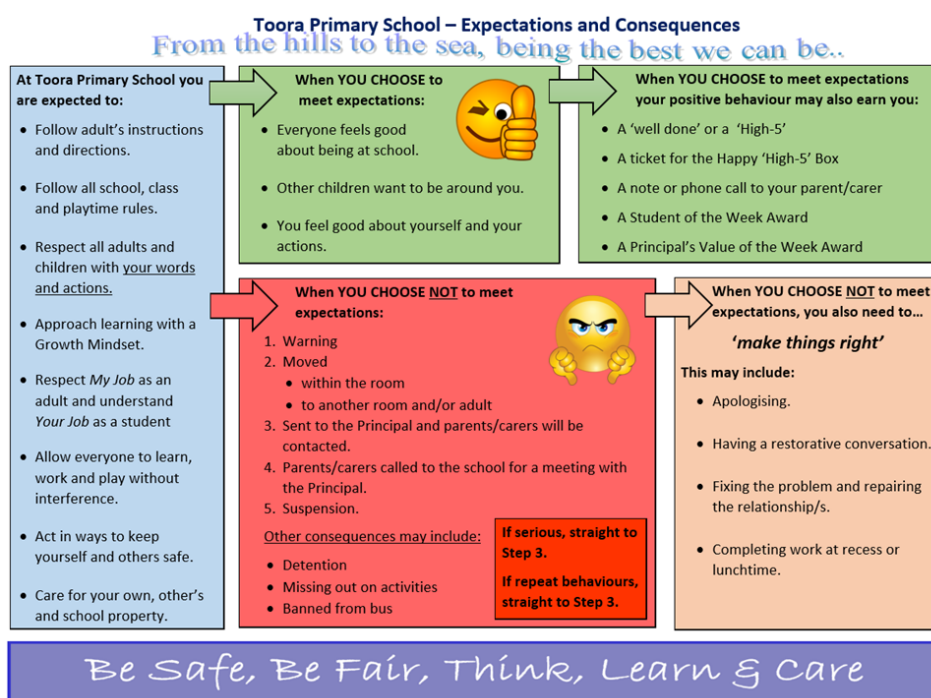 Toora Primary School – Expectations and Consequences
From the hills to the sea, being the best we can be..
At Toora Primary School you
are expected to:
• Follow adult's instructions
and directions.
• Follow all school, class
and playtime rules.
• Respect all adults and
children with your words
and actions.
• Approach learning with a
Growth Mindset.
• Respect My Job as an
adult and understand
Your Job as a student
• Allow everyone to learn,
work and play without
interference.
• Act in ways to keep
yourself and others safe.
• Care for your own, other's
and school property.
When YOU CHOOSE to
meet expectations:
• Everyone feels good
about being at school.
• Other children want to be around you.
• You feel good about yourself and your
actions.
When YOU CHOOSE to meet expectations
your positive behaviour may also earn you:
• A 'well done' or a 'High-5'
• A ticket for the Happy 'High-5' Box
• A note or phone call to your parent/carer
• A Student of the Week Award
• A Principal's Value of the Week Award
When YOU CHOOSE NOT to meet
expectations:
1. Warning
2. Moved
• within the room
• to another room and/or adult
3. Sent to the Principal and parents/carers will be
contacted.
4. Parents/carers called to the school for a meeting with
the Principal.
5. Suspension.
Other consequences may include:
• Detention
• Missing out on activities
• Banned from bus
If serious, straight to
Step 3.
If repeat behaviours,
straight to Step 3.
When YOU CHOOSE NOT to meet
expectations, you also need to…
'make things right'
This may include:
• Apologising.
• Having a restorative conversation.
• Fixing the problem and repairing
the relationship/s.
• Completing work at recess or
lunchtime.
Be Safe, Be Fair, Think, Learn & Care